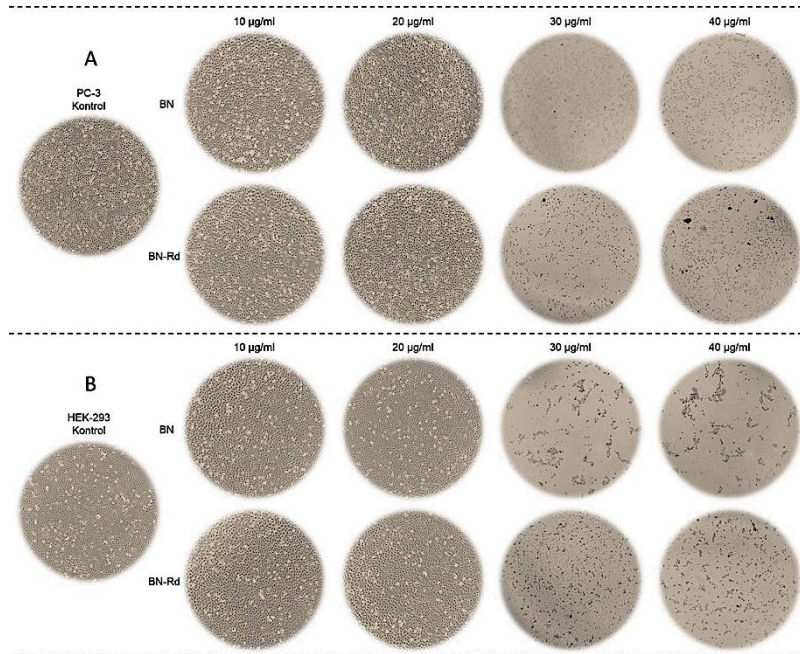 10 µg/ml 20 µg/ml 30 µg/ml 40 µg/ml
A
PC-3
Kontrol
BN
BN-Rd
10 µg/ml 20 µg/ml 30 µg/ml 40 µg/ml
B
HEK-293
Kontrol
BN
BN-Rd